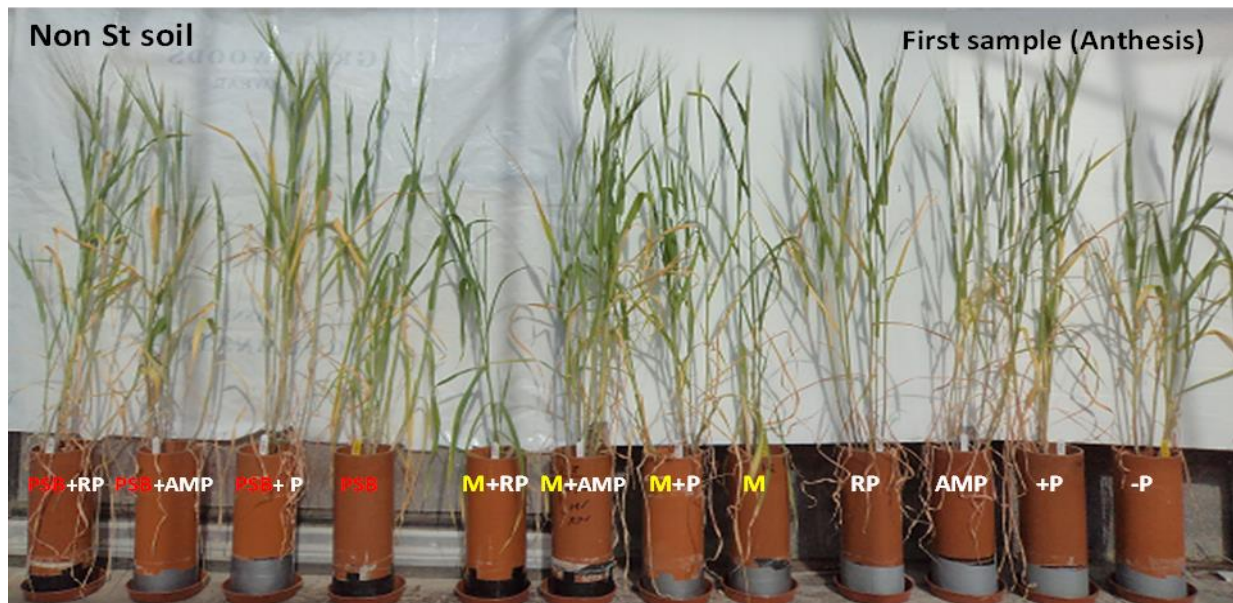 Non St soil
First sample (Anthesis)
PSB+RP
PSB+AMP
PSB+ P
PSB
M+RP
M+AMP
M+P
M
RP
AMP
+P
-P